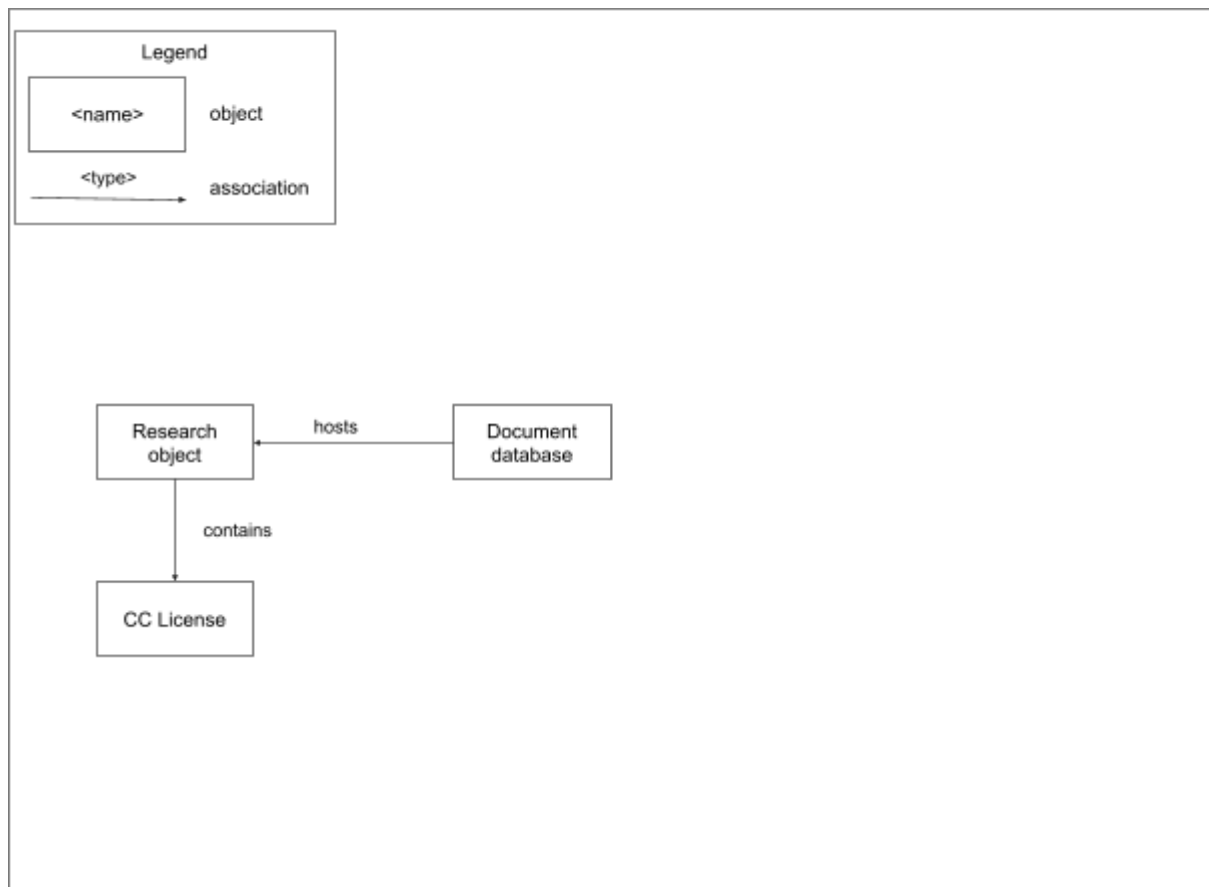 Legend
<name>
object
<type>
association
Research
object
hosts
Document
database
contains
CC License